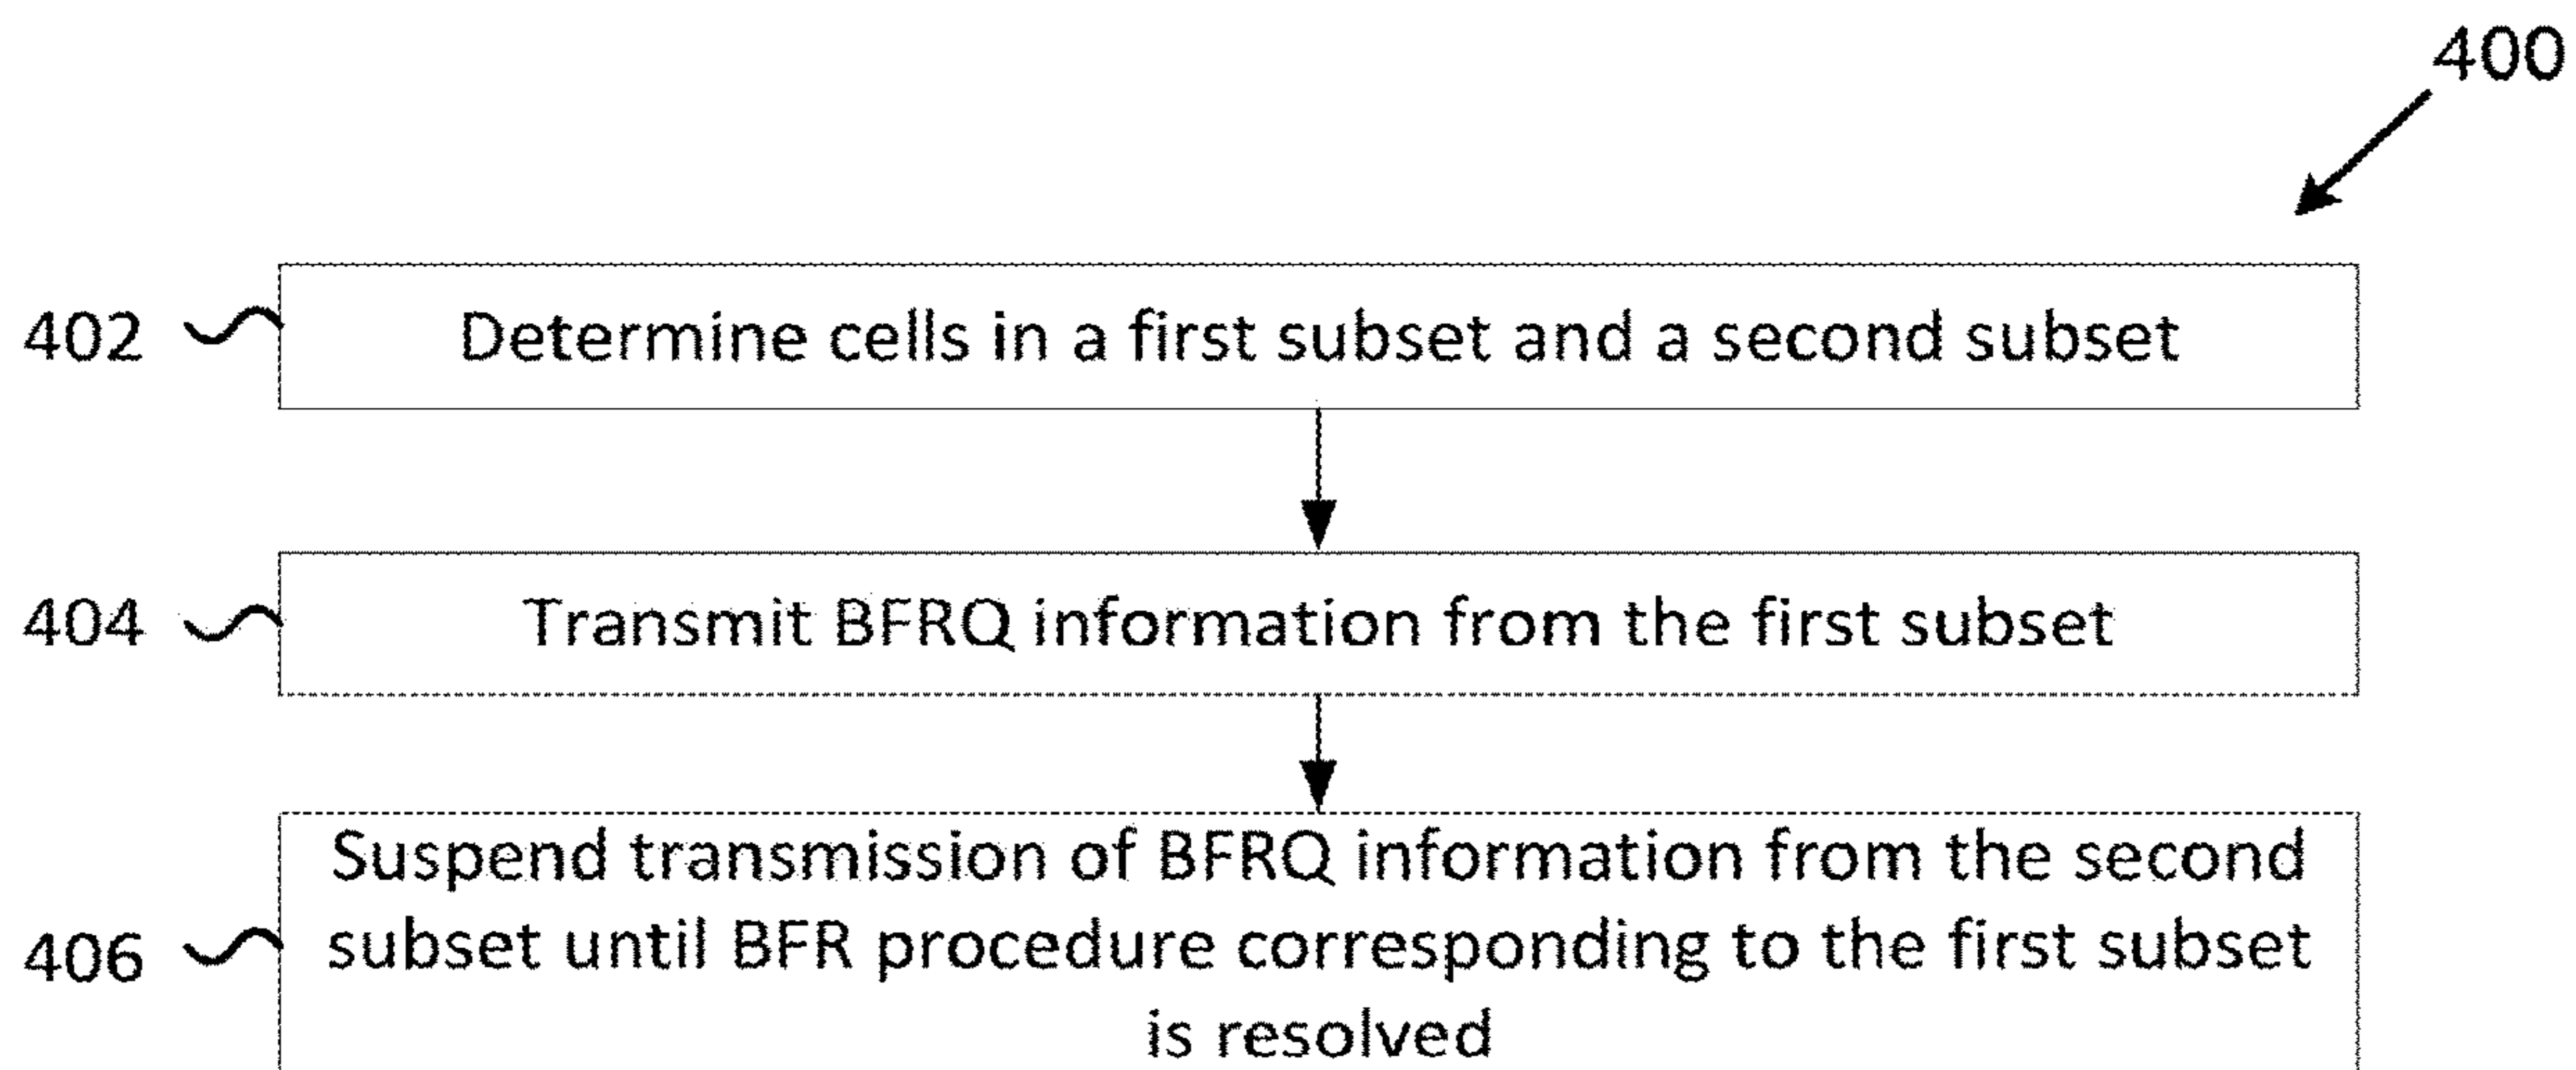 400
402
Determine cells in a first subset and a second subset
404
Transmit BFRQ information from the first subset
406
Suspend transmission of BFRQ information from the second
subset until BFR procedure corresponding to the first subset
is resolved